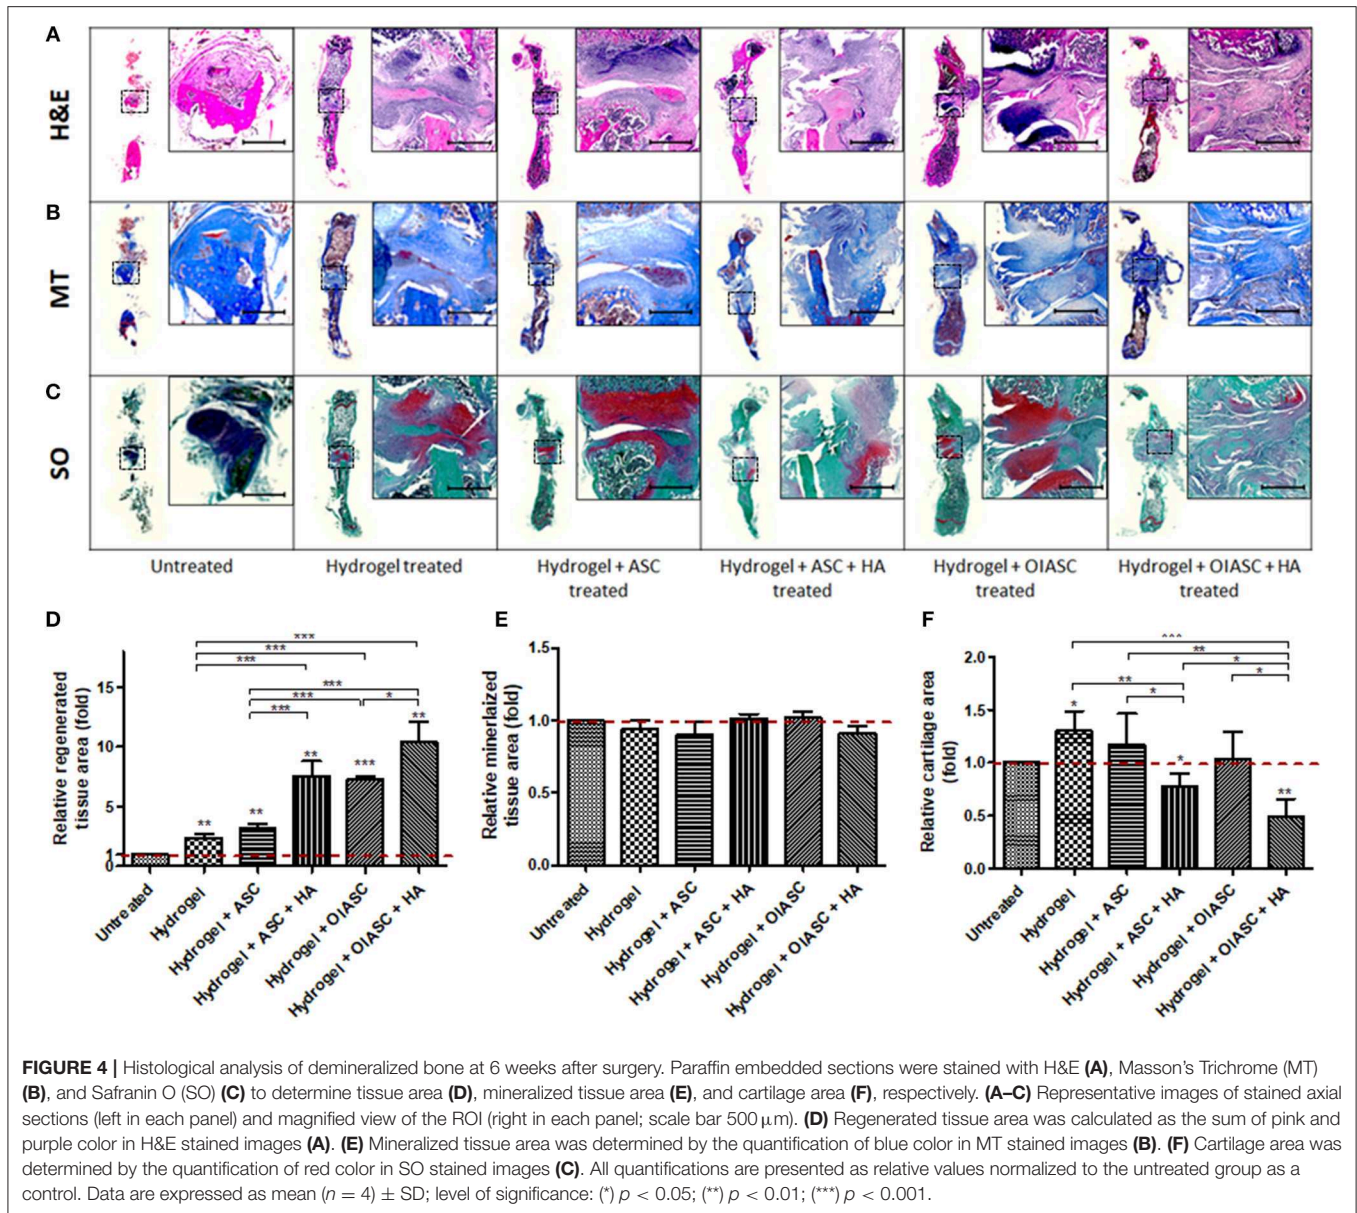 A
H&E
B
MT
C
SO
Untreated
Hydrogel treated
Hydrogel + ASC
treated
Hydrogel + ASC + HA
treated
Hydrogel + OIASC
treated
Hydrogel + OIASC + HA
treated
D
Relative regenerated
tissue area (fold)
15
10
5
1
0
***
***
***
***
***
*
***
**
**
**
***
**
Untreated
Hydrogel
Hydrogel + ASC
Hydrogel + ASC + HA
Hydrogel + OIASC
Hydrogel + OIASC + HA
E
Relative minerlaized
tissue area (fold)
1.5
1.0
0.5
0.0
Untreated
Hydrogel
Hydrogel + ASC
Hydrogel + ASC + HA
Hydrogel + OIASC
Hydrogel + OIASC + HA
F
Relative cartilage area
(fold)
2.0
1.5
1.0
0.5
0.0
***
**
*
**
*
*
*
*
**
Untreated
Hydrogel
Hydrogel + ASC
Hydrogel + ASC + HA
Hydrogel + OIASC
Hydrogel + OIASC + HA
FIGURE 4 | Histological analysis of demineralized bone at 6 weeks after surgery. Paraffin embedded sections were stained with H&E (A), Masson's Trichrome (MT)
(B), and Safranin O (SO) (C) to determine tissue area (D), mineralized tissue area (E), and cartilage area (F), respectively. (A–C) Representative images of stained axial
sections (left in each panel) and magnified view of the ROI (right in each panel; scale bar 500 μm). (D) Regenerated tissue area was calculated as the sum of pink and
purple color in H&E stained images (A). (E) Mineralized tissue area was determined by the quantification of blue color in MT stained images (B). (F) Cartilage area was
determined by the quantification of red color in SO stained images (C). All quantifications are presented as relative values normalized to the untreated group as a
control. Data are expressed as mean (n = 4) ± SD; level of significance: (*) p < 0.05; (**) p < 0.01; (***) p < 0.001.